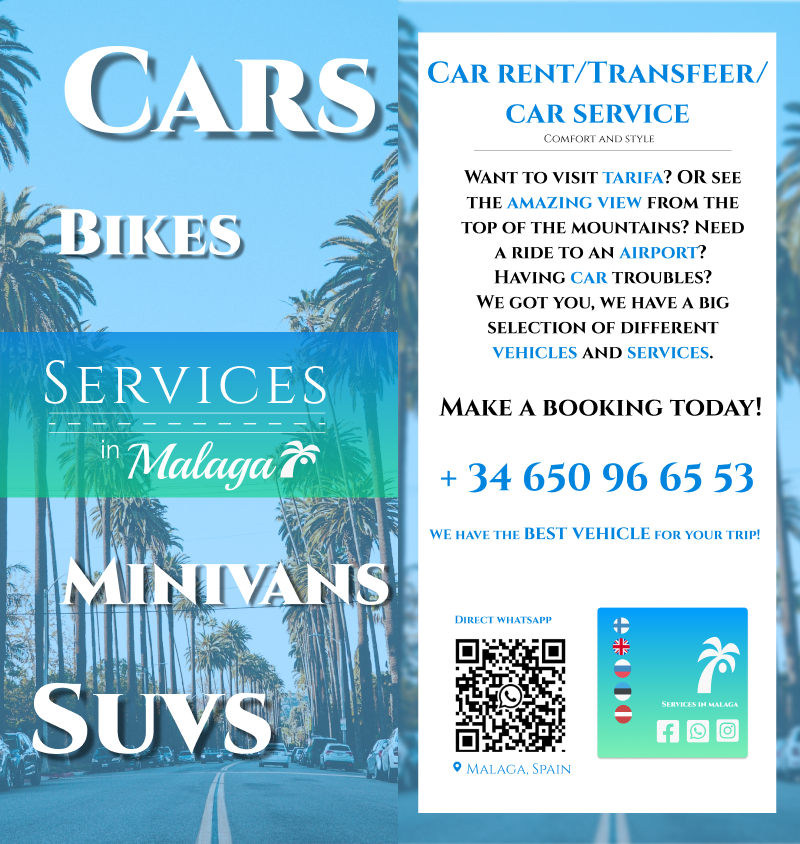 Cars
Bikes
Services
in Malaga
Minivans
Suvs
Car rent/Transfeer/
car service
Comfort and style
Want to visit tarifa? OR see
the amazing view from the
top of the mountains? Need
a ride to an airport?
Having car troubles?
We got you, we have a big
selection of different
vehicles and services.
Make a booking today!
+ 34 650 96 65 53
we have the BEST VEHICLE for your trip!
Direct whatsapp
Services in malaga
Malaga, Spain